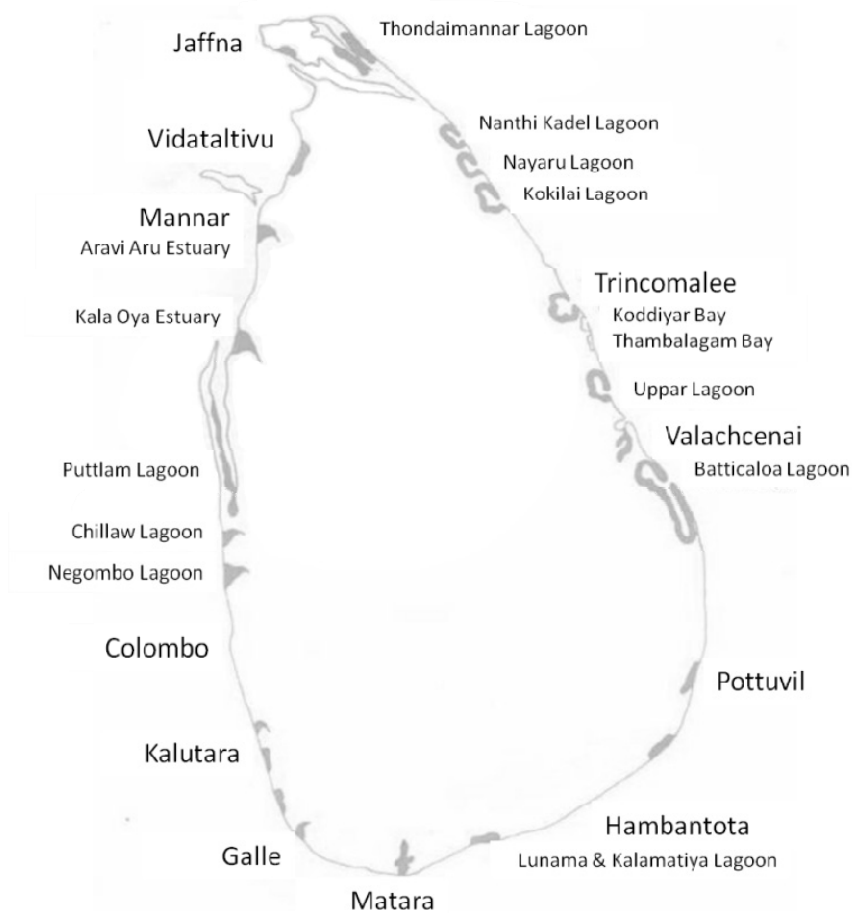 Thondaimannar Lagoon
Jaffna
Nanthi Kadel Lagoon
Vidataltivu
Nayaru Lagoon
Kokilai Lagoon
Mannar
Aravi Aru Estuary
Trincomalee
Koddiyar Bay
Kala Oya Estuary
Thambalagam Bay
Uppar Lagoon
Valachcenai
Puttlam Lagoon
Batticaloa Lagoon
Chillaw Lagoon
Negombo Lagoon
Colombo
Pottuvil
Kalutara
Hambantota
Galle
Lunama & Kalamatiya Lagoon
Matara